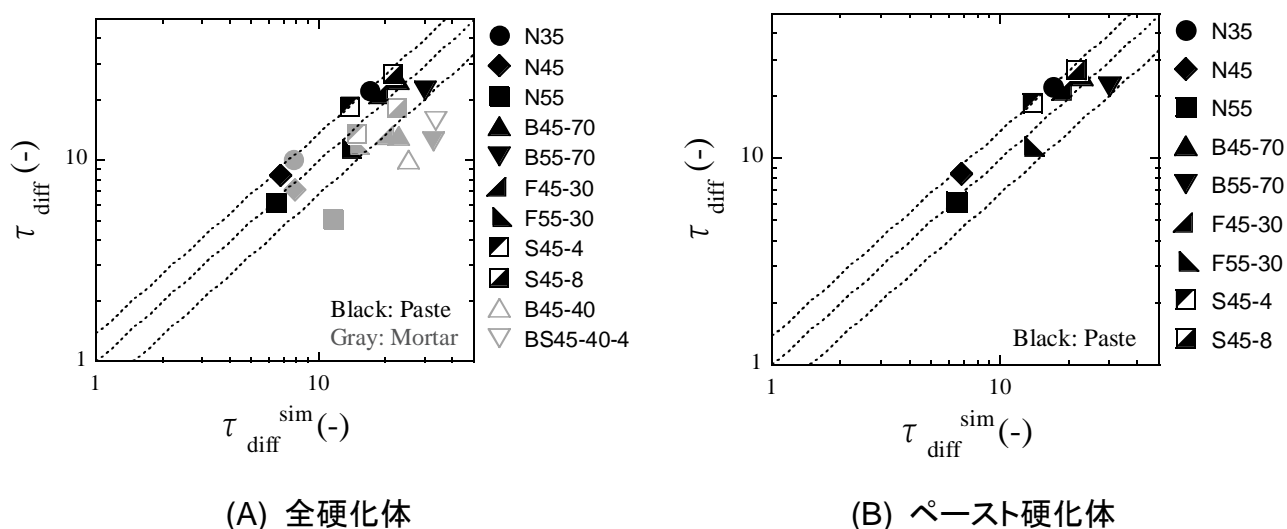 τ diff (-)
10
1
1
10
τ diff sim (-)
Black: Paste
Gray: Mortar
N35
N45
N55
B45-70
B55-70
F45-30
F55-30
S45-4
S45-8
B45-40
BS45-40-4
(A) 全硬化体
τ diff (-)
10
1
1
10
τ diff sim (-)
Black: Paste
N35
N45
N55
B45-70
B55-70
F45-30
F55-30
S45-4
S45-8
(B) ペースト硬化体